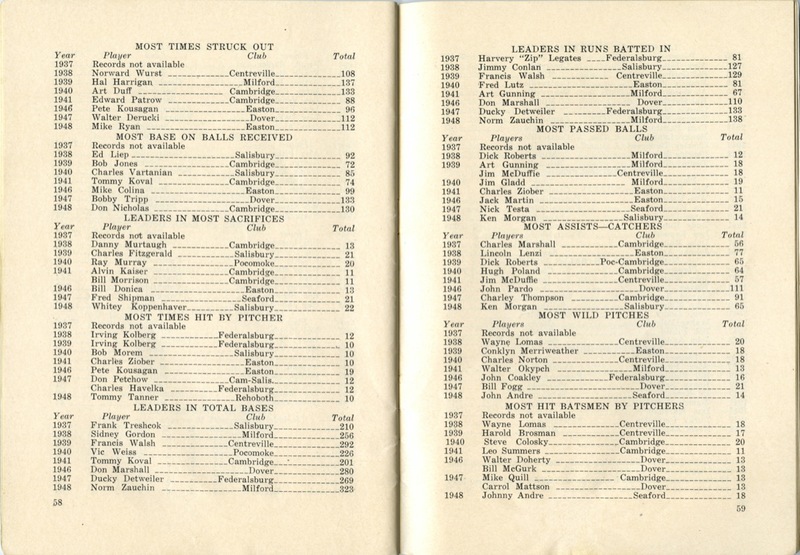 MOST TIMES STRUCK OUT
Year Player Club Total
1937 Records not available
1938 Norward Wurst Centreville 108
1939 Hal Harrigan Milford 137
1940 Art Duff Cambridge 133
1941 Edward Patrow Cambridge 88
1946 Pete Kousagan Easton 96
1947 Walter Derucki Dover 112
1948 Mike Ryan Easton 112
MOST BASE ON BALLS RECEIVED
1937 Records not available
1938 Ed Liep Salisbury 92
1939 Bob Jones Cambridge 72
1940 Charles Vartanian Salisbury 85
1941 Tommy Koval Cambridge 74
1946 Mike Colina Easton 99
1947 Bobby Tripp Dover 133
1948 Don Nicholas Cambridge 130
LEADERS IN MOST SACRIFICES
1937 Records not available
1938 Danny Murtaugh Cambridge 13
1939 Charles Fitzgerald Salisbury 21
1940 Ray Murray Pocomoke 20
1941 Alvin Kaiser Cambridge 11
Bill Morrison Cambridge 11
1946 Bill Donica Easton 13
1947 Fred Shipman Seaford 21
1948 Whitey Koppenhaver Salisbury 22
MOST TIMES HIT BY PITCHER
1937 Records not available
1938 Irving Kolberg Federalsburg 12
1939 Irving Kolberg Federalsburg 10
1940 Bob Morem Salisbury 10
1941 Charles Ziober Easton 10
1946 Pete Kousagan Easton 19
1947 Don Petchow Cam-Salis. 12
Charles Havelka Federalsburg 12
1948 Tommy Tanner Rehoboth 10
LEADERS IN TOTAL BASES
Year Player Club Total
1937 Frank Treshcok Salisbury 210
1938 Sidney Gordon Milford 256
1939 Francis Walsh Centreville 292
1940 Vic Weiss Pocomoke 226
1941 Tommy Koval Cambridge 201
1946 Don Marshall Dover 280
1947 Ducky Detweiler Federalsburg 269
1948 Norm Zauchin Milford 323
58
LEADERS IN RUNS BATTED IN
1937 Harvery "Zip" Legates Federalsburg 81
1938 Jimmy Conlan Salisbury 127
1939 Francis Walsh Centreville 129
1940 Fred Lutz Easton 81
1941 Art Gunning Milford 67
1946 Don Marshall Dover 110
1947 Ducky Detweiler Federalsburg 133
1948 Norm Zauchin Milford 138
MOST PASSED BALLS
Year Players Club Total
1937 Records not available
1938 Dick Roberts Milford 12
1939 Art Gunning Milford 18
Jim McDuffie Centreville 18
1940 Jim Gladd Milford 19
1941 Charles Ziober Easton 11
1946 Jack Martin Easton 15
1947 Nick Testa Seaford 21
1948 Ken Morgan Salisbury 14
MOST ASSISTS—CATCHERS
Year Players Club Total
1937 Charles Marshall Cambridge 56
1938 Lincoln Lenzi Easton 77
1939 Dick Roberts Poc-Cambridge 65
1940 Hugh Poland Cambridge 64
1941 Jim McDuffie Centreville 57
1946 John Pardo Dover 111
1947 Charley Thompson Cambridge 91
1948 Ken Morgan Salisbury 65
MOST WILD PITCHES
Year Players Club Total
1937 Records not available
1938 Wayne Lomas Centreville 20
1939 Conklyn Merriweather Easton 18
1940 Charles Norton Centreville 18
1941 Walter Okypch Milford 13
1946 John Coakley Federalsburg 16
1947 Bill Fogg Dover 21
1948 John Andre Seaford 14
MOST HIT BATSMEN BY PITCHERS
Year Players Club Total
1937 Records not available
1938 Wayne Lomas Centreville 18
1939 Harold Brosman Centreville 17
1940 Steve Colosky Cambridge 20
1941 Leo Summers Cambridge 11
1946 Walter Doherty Dover 13
Bill McGurk Dover 13
1947 Mike Quill Cambridge 13
Carrol Mattson Dover 13
1948 Johnny Andre Seaford 18
59